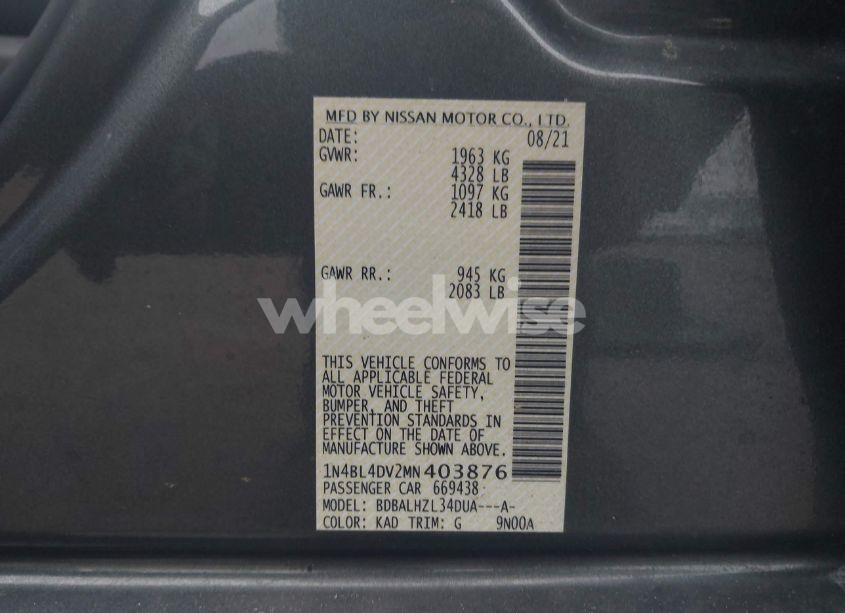 MFD BY NISSAN MOTOR CO., LTD.
DATE: 08/21
GVWR: 1963 KG
4328 LB
GAWR FR.: 1097 KG
2418 LB
GAWR RR.: 945 KG
2083 LB
wheelwise
THIS VEHICLE CONFORMS TO
ALL APPLICABLE FEDERAL
MOTOR VEHICLE SAFETY,
BUMPER, AND THEFT
PREVENTION STANDARDS IN
EFFECT ON THE DATE OF
MANUFACTURE SHOWN ABOVE.
1N4BL4DV2MN403876
PASSENGER CAR 669438
MODEL: BDBALHZL34DUA---A-
COLOR: KAD TRIM: G 9N00A